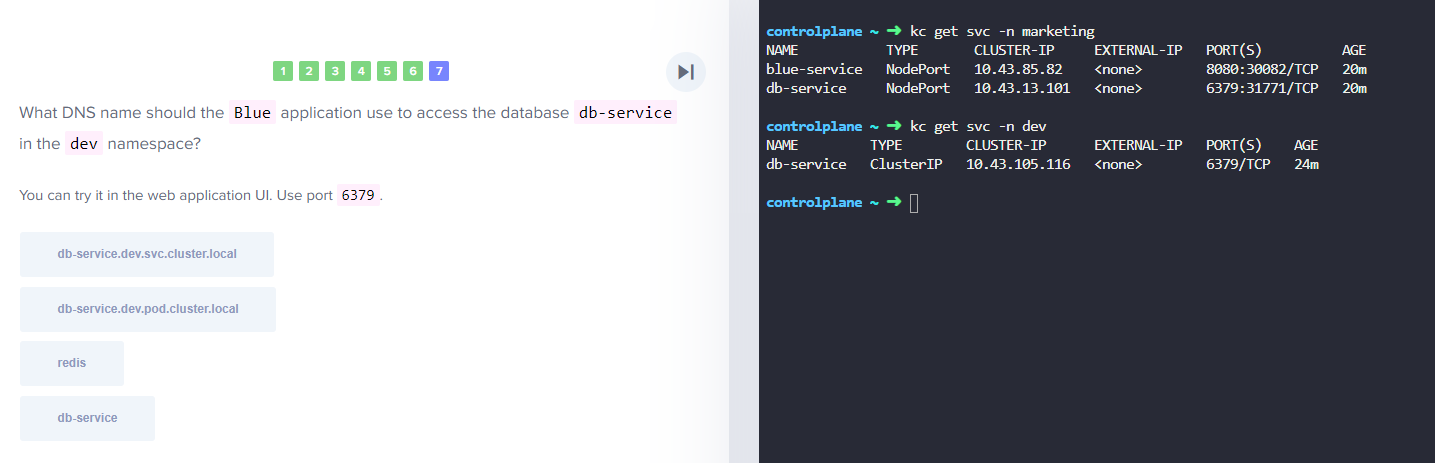 1 2 3 4 5 6 7
What DNS name should the Blue application use to access the database db-service
in the dev namespace?
You can try it in the web application UI. Use port 6379.
db-service.dev.svc.cluster.local
db-service.dev.pod.cluster.local
redis
db-service
controlplane ~ ➜ kc get svc -n marketing
NAME TYPE CLUSTER-IP EXTERNAL-IP PORT(S) AGE
blue-service NodePort 10.43.85.82 <none> 8080:30082/TCP 20m
db-service NodePort 10.43.13.101 <none> 6379:31771/TCP 20m
controlplane ~ ➜ kc get svc -n dev
NAME TYPE CLUSTER-IP EXTERNAL-IP PORT(S) AGE
db-service ClusterIP 10.43.105.116 <none> 6379/TCP 24m
controlplane ~ ➜